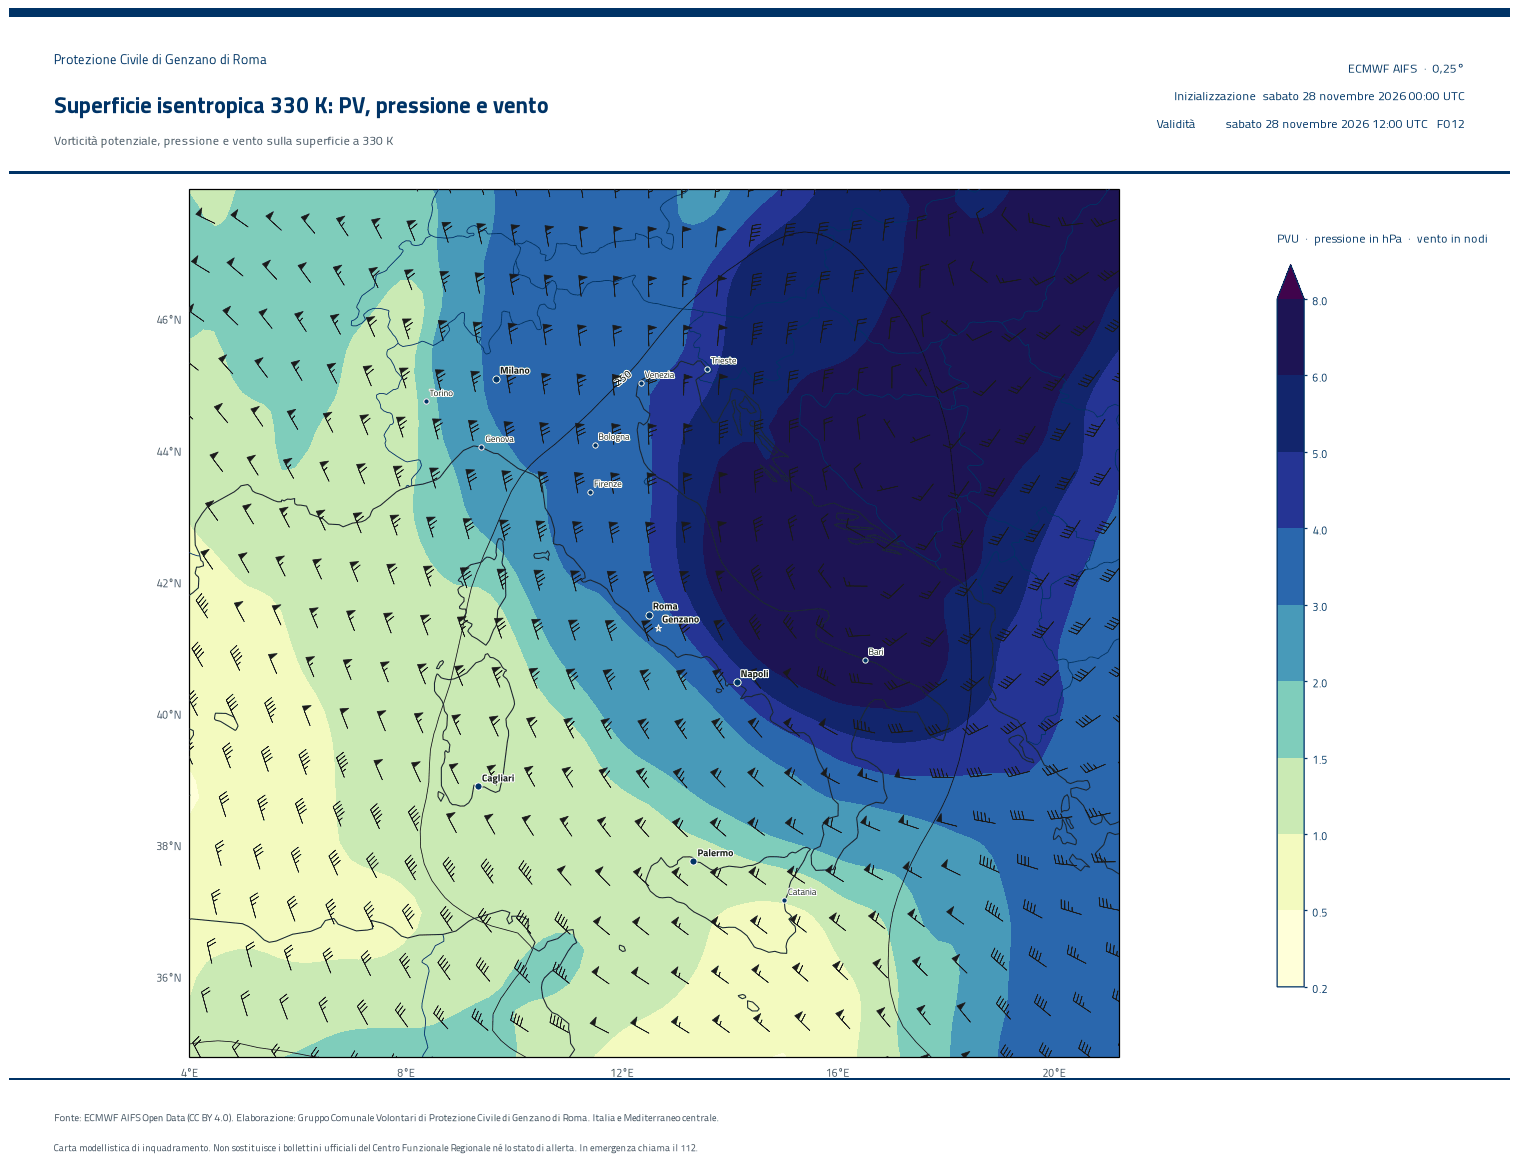 Protezione Civile di Genzano di Roma
Superficie isentropica 330 K: PV, pressione e vento
Vorticità potenziale, pressione e vento sulla superficie a 330 K
ECMWF AIFS · 0,25°
Inizializzazione sabato 28 novembre 2026 00:00 UTC
Validità sabato 28 novembre 2026 12:00 UTC F012
PVU · pressione in hPa · vento in nodi
8.0
6.0
5.0
4.0
3.0
2.0
1.5
1.0
0.5
0.2
46°N
44°N
42°N
40°N
38°N
36°N
4°E
8°E
12°E
16°E
20°E
Trieste
Milano
Venezia
Torino
Genova
Bologna
Firenze
Roma
Genzano
Bari
Napoli
Cagliari
Palermo
Catania
Fonte: ECMWF AIFS Open Data (CC BY 4.0). Elaborazione: Gruppo Comunale Volontari di Protezione Civile di Genzano di Roma. Italia e Mediterraneo centrale.
Carta modellistica di inquadramento. Non sostituisce i bollettini ufficiali del Centro Funzionale Regionale né lo stato di allerta. In emergenza chiama il 112.